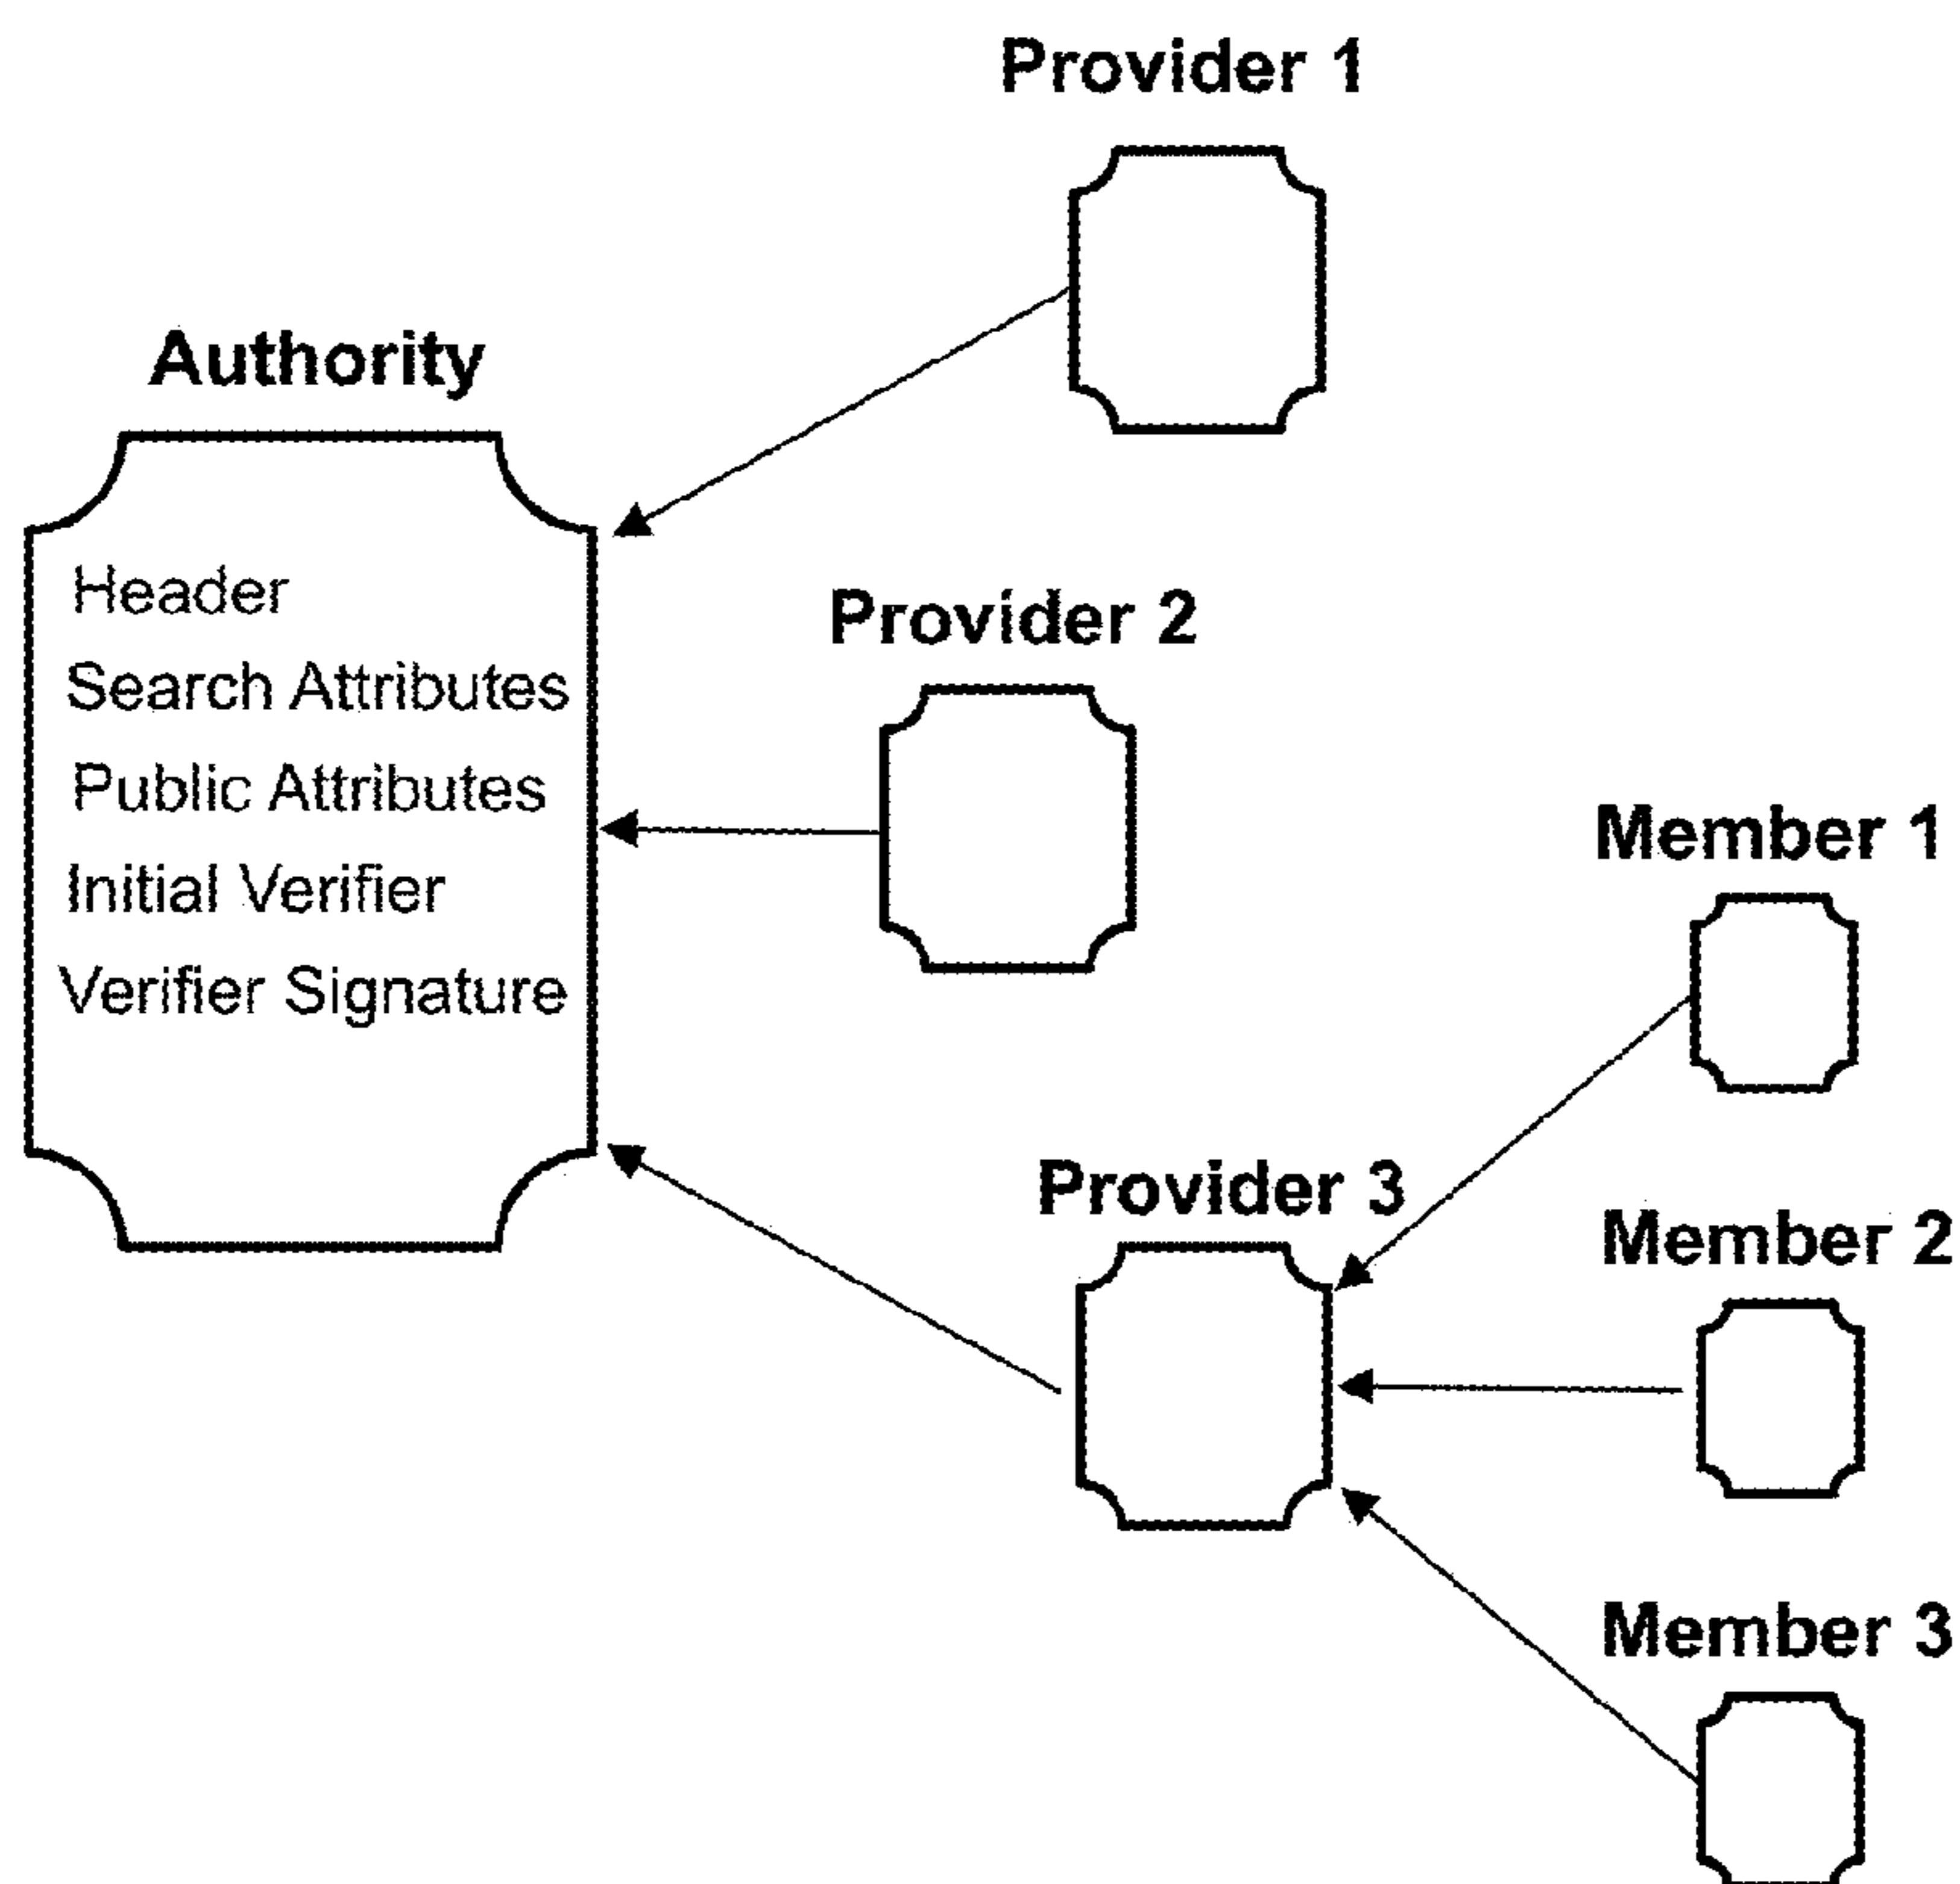 Provider 1
Authority
Header
Search Attributes
Public Attributes
Initial Verifier
Verifier Signature
Provider 2
Member 1
Provider 3
Member 2
Member 3